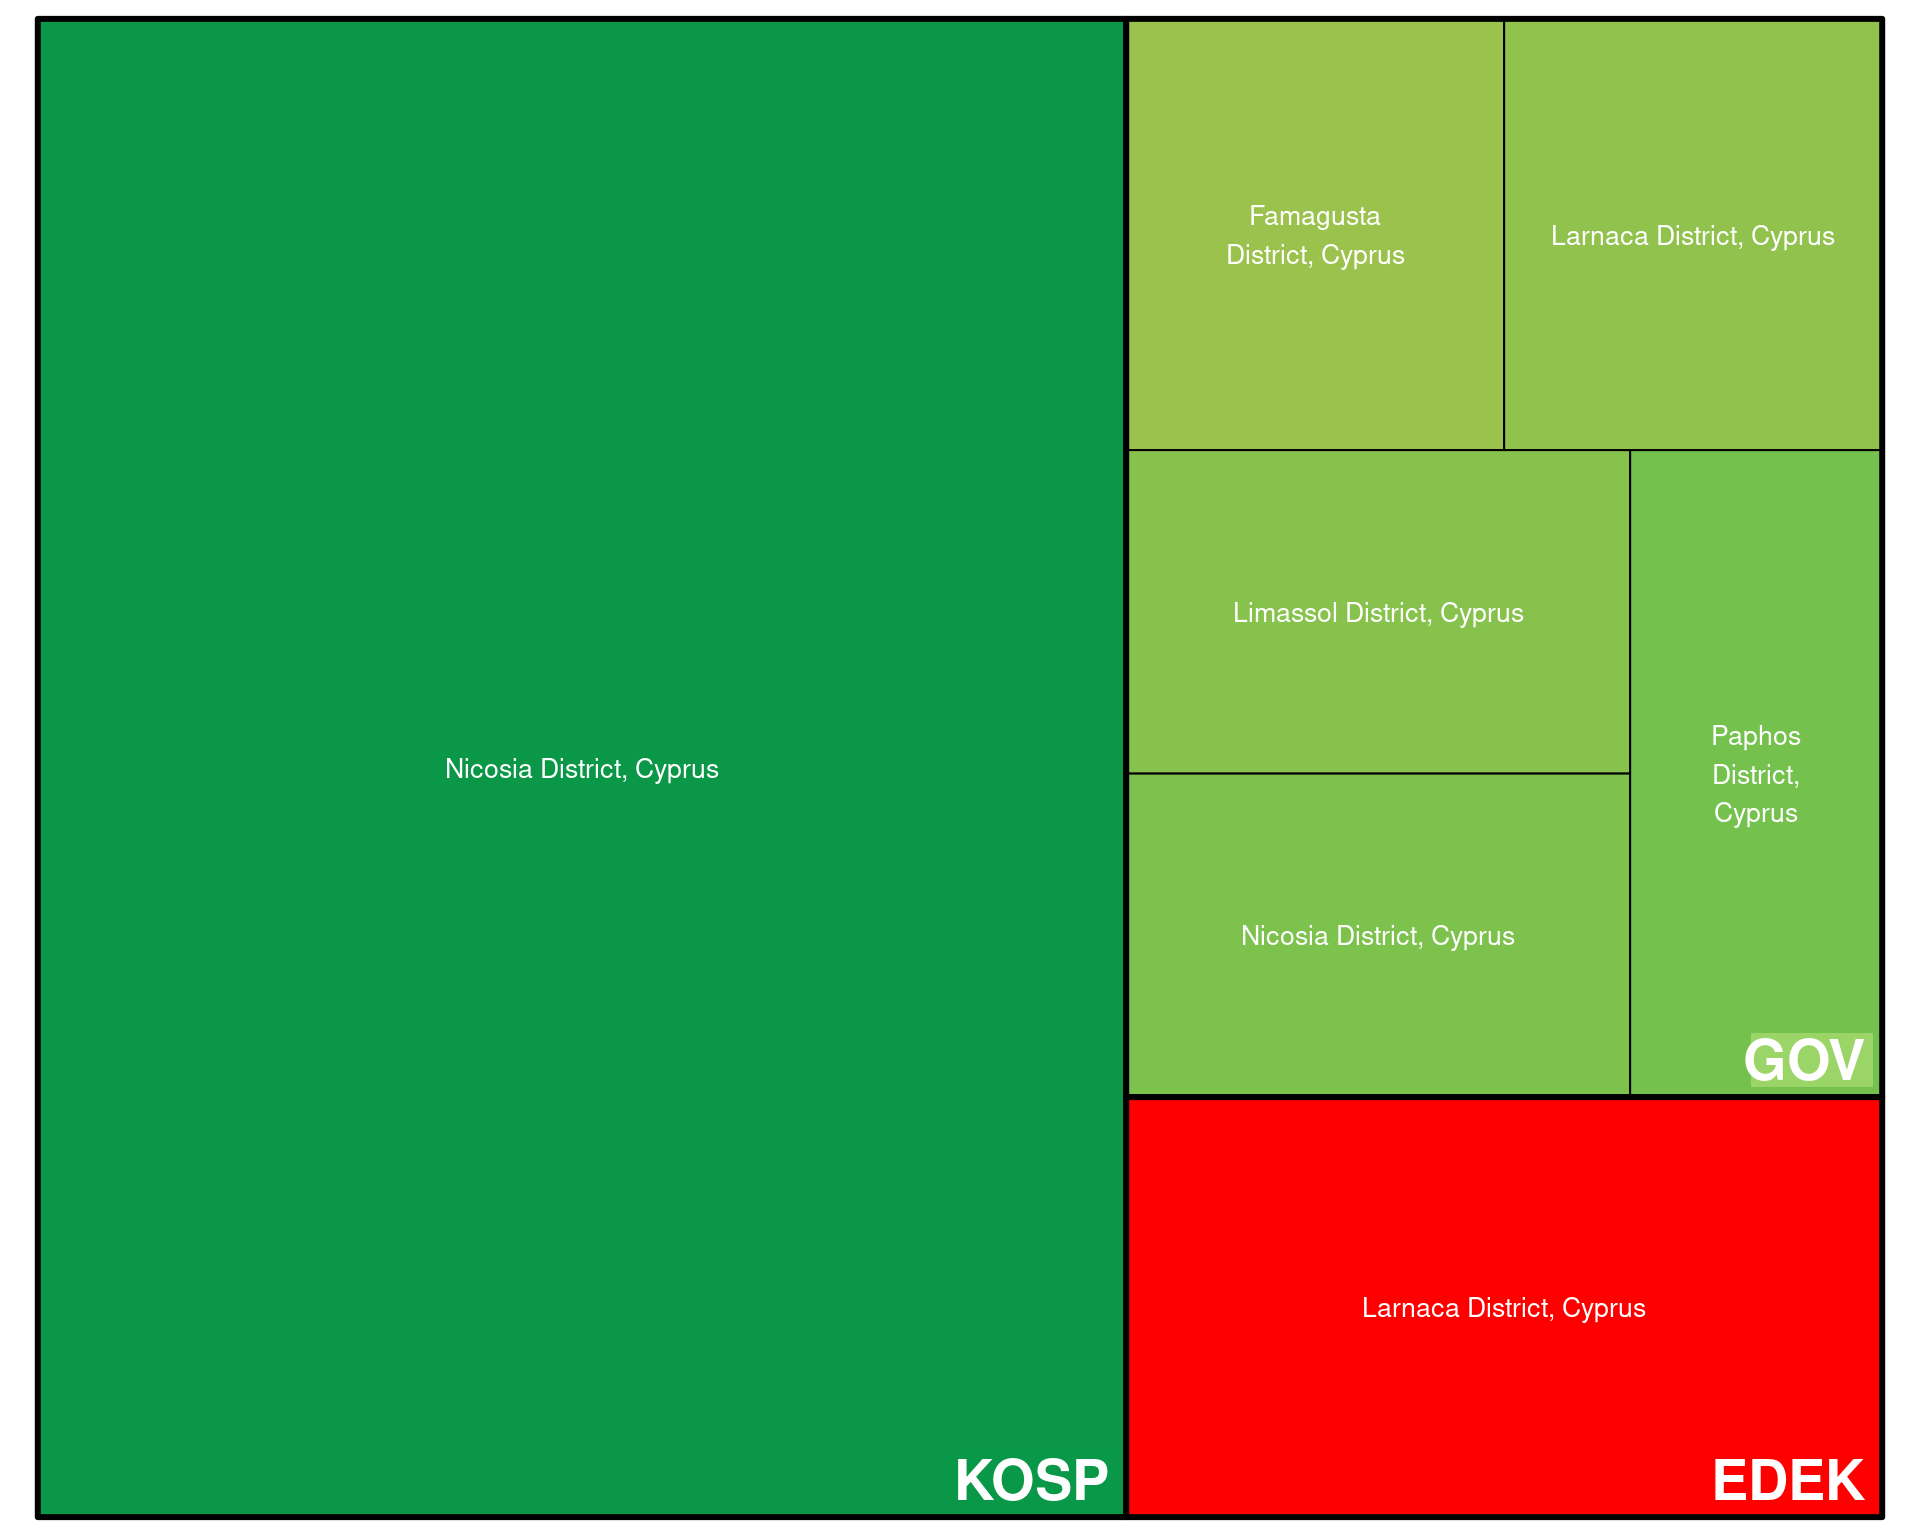 Nicosia District, Cyprus
KOSP
Famagusta
District, Cyprus
Larnaca District, Cyprus
Limassol District, Cyprus
Paphos
District,
Cyprus
Nicosia District, Cyprus
GOV
Larnaca District, Cyprus
EDEK